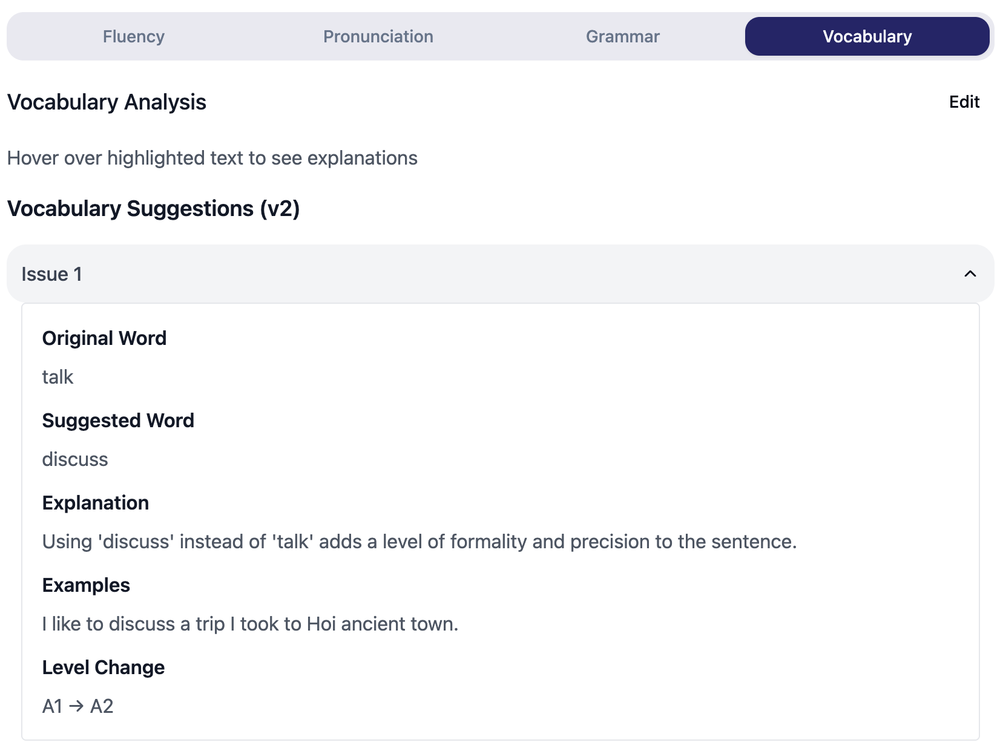 Fluency
Pronunciation
Grammar
Vocabulary
Vocabulary Analysis
Edit
Hover over highlighted text to see explanations
Vocabulary Suggestions (v2)
Issue 1
Original Word
talk
Suggested Word
discuss
Explanation
Using 'discuss' instead of 'talk' adds a level of formality and precision to the sentence.
Examples
I like to discuss a trip I took to Hoi ancient town.
Level Change
A1 → A2